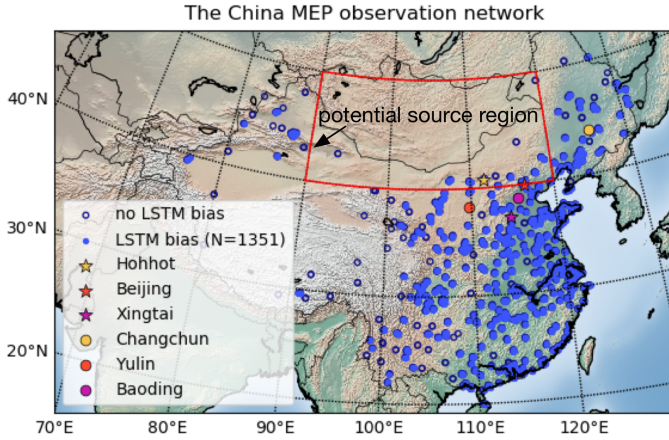 The China MEP observation network
40°N
30°N
20°N
potential source region
no LSTM bias
LSTM bias (N=1351)
Hohhot
Beijing
Xingtai
Changchun
Yulin
Baoding
70°E 80°E 90°E 100°E 110°E 120°E